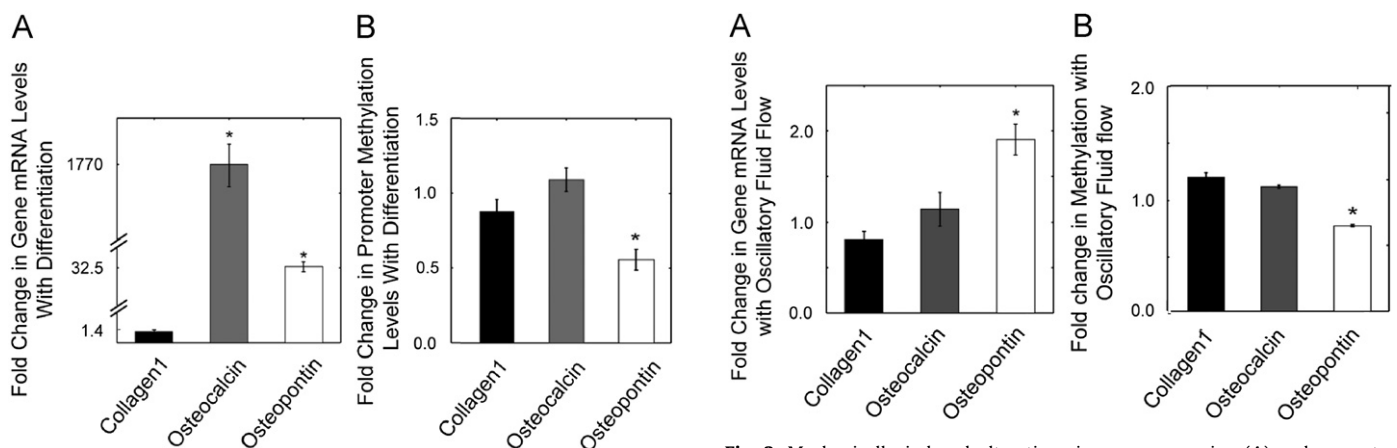 A
Fold Change in Gene mRNA Levels
With Differentiation
1770
32.5
1.4
*
*
Collagen1
Osteocalcin
Osteopontin
B
Fold Change in Promoter Methylation
Levels With Differentiation
1.5
1.0
0.5
0.0
*
Collagen1
Osteocalcin
Osteopontin
A
Fold Change in Gene mRNA Levels
with Oscillatory Fluid Flow
2.0
1.0
0.0
*
Collagen1
Osteocalcin
Osteopontin
B
Fold change in Methylation with
Oscillatory Fluid flow
2.0
1.0
0.0
*
Collagen1
Osteocalcin
Osteopontin